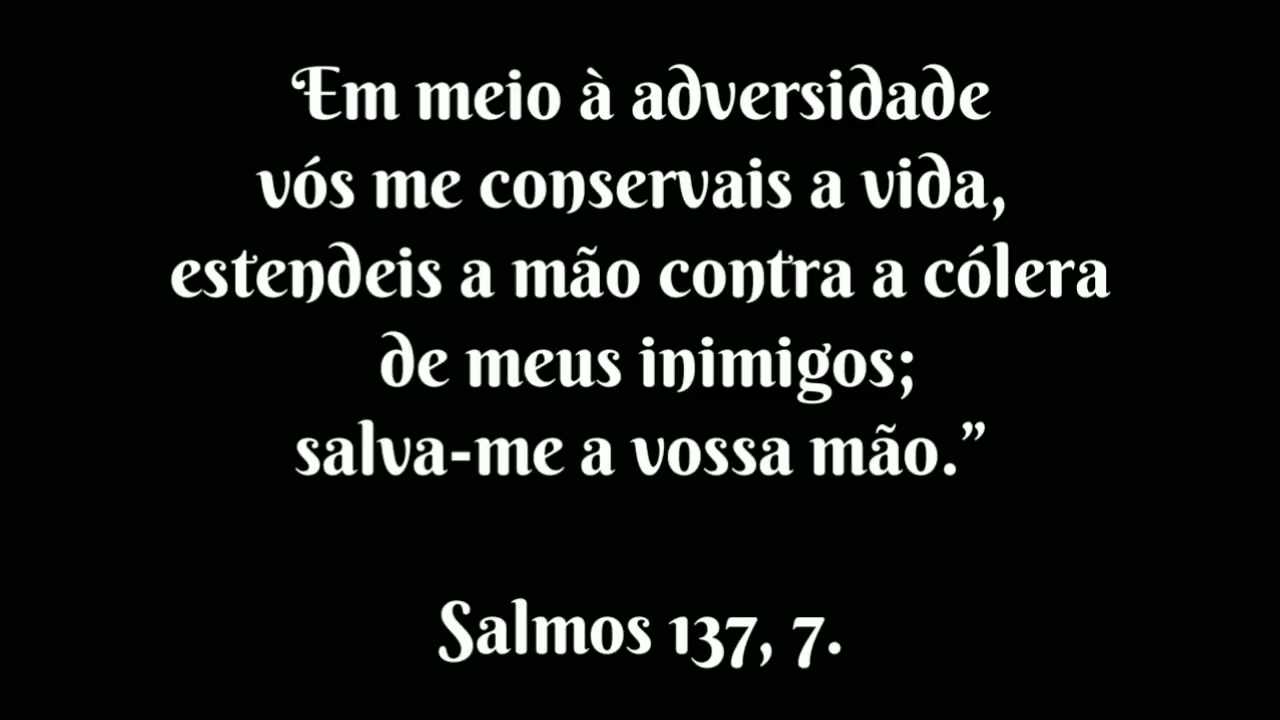 Em meio à adversidade
vós me conservais a vida,
estendeis a mão contra a cólera
de meus inimigos;
salva-me a vossa mão.”
Salmos 137, 7.